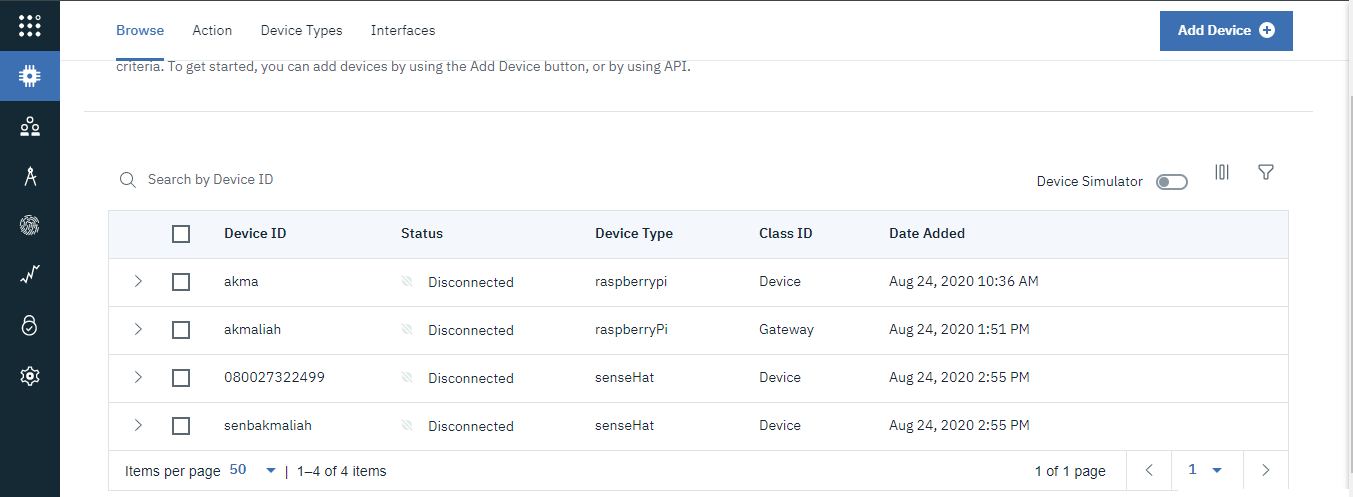 Browse Action Device Types Interfaces Add Device
criteria. To get started, you can add devices by using the Add Device button, or by using API.
Search by Device ID Device Simulator
Device ID Status Device Type Class ID Date Added
akma Disconnected raspberrypi Device Aug 24, 2020 10:36 AM
akmaliah Disconnected raspberryPi Gateway Aug 24, 2020 1:51 PM
080027322499 Disconnected senseHat Device Aug 24, 2020 2:55 PM
senbakmaliah Disconnected senseHat Device Aug 24, 2020 2:55 PM
Items per page 50 | 1–4 of 4 items 1 of 1 page 1